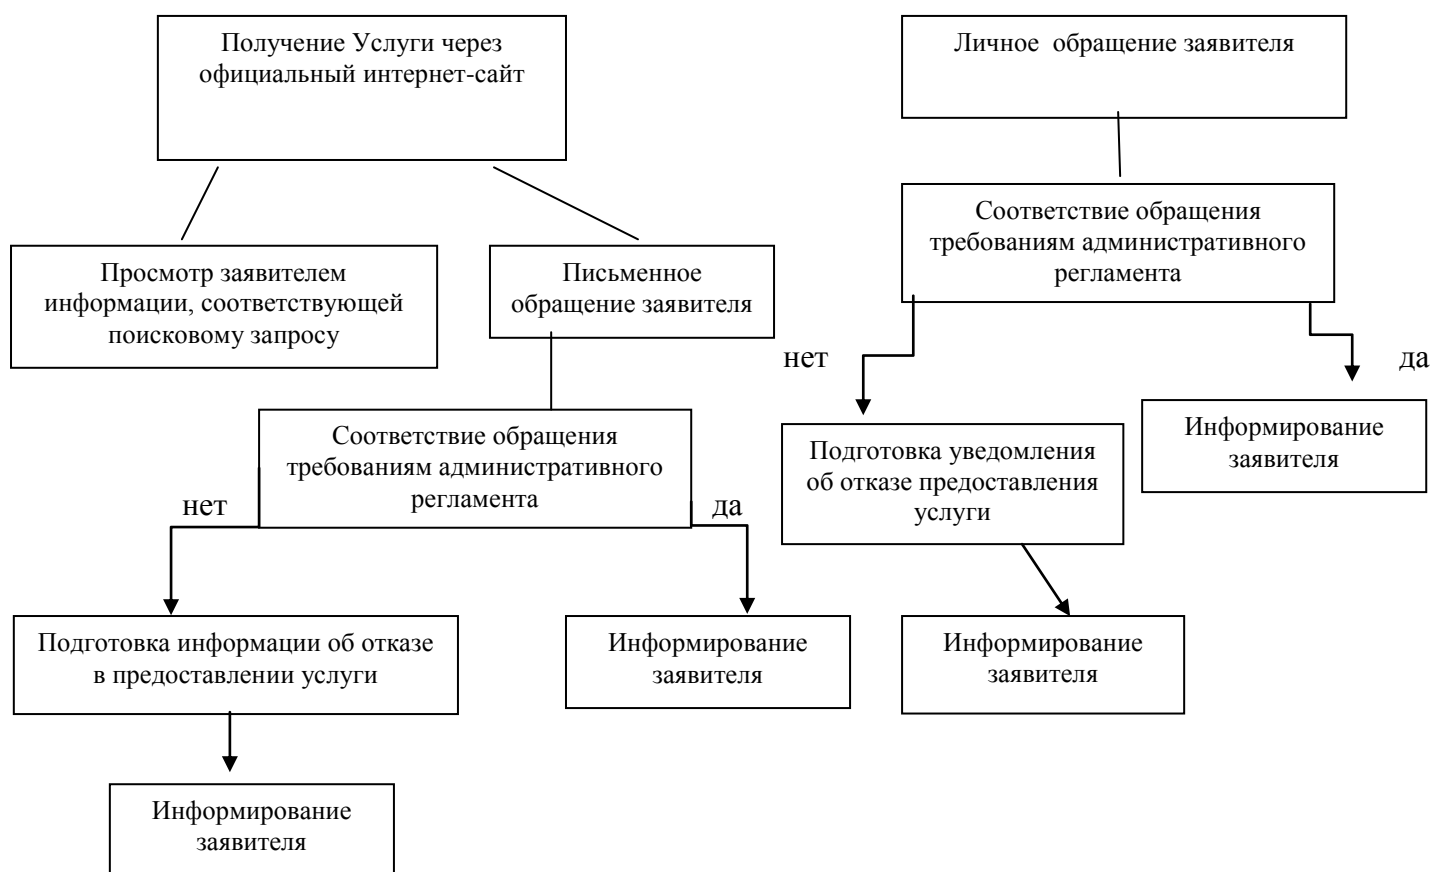 Получение Услуги через
официальный интернет-сайт
Личное обращение заявителя
Соответствие обращения
требованиям административного
регламента
Просмотр заявителем
информации, соответствующей
поисковому запросу
Письменное
обращение заявителя
нет
да
Соответствие обращения
требованиям административного
регламента
Подготовка уведомления
об отказе предоставления
услуги
Информирование
заявителя
нет
да
Подготовка информации об отказе
в предоставлении услуги
Информирование
заявителя
Информирование
заявителя
Информирование
заявителя